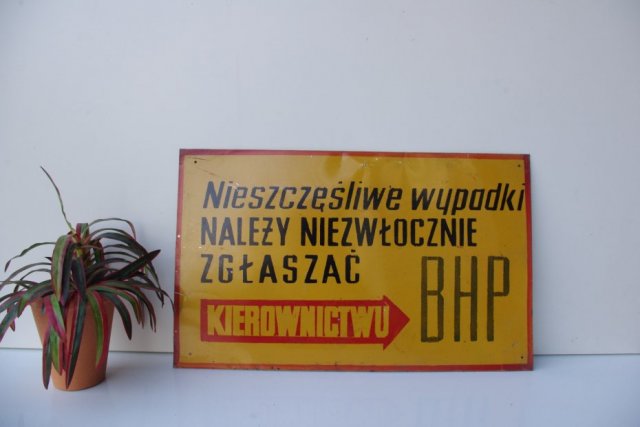 Nieszczęśliwe wypadki
NALEŻY NIEZWŁOCZNIE
ZGŁASZAĆ
KIEROWNICTWU
BHP